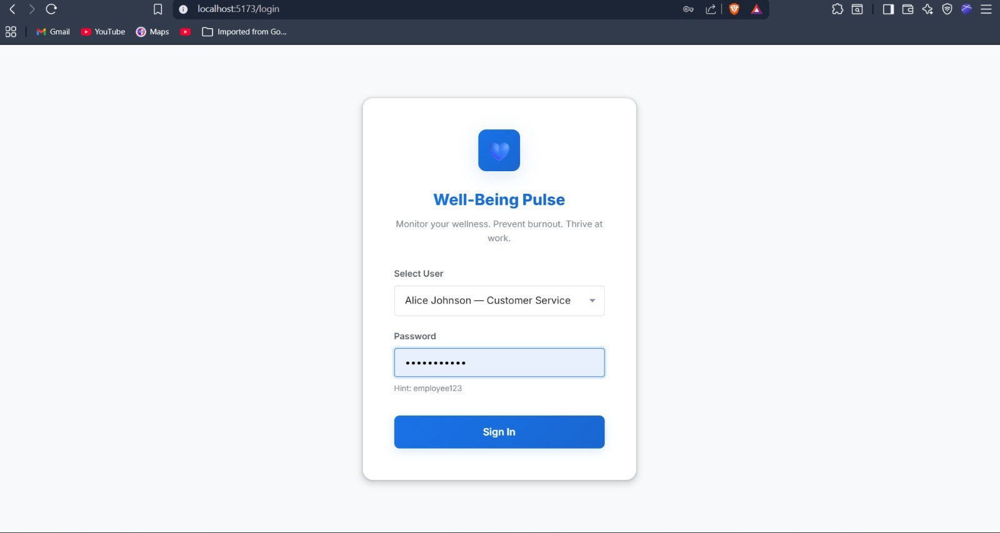 localhost:5173/login
Gmail YouTube Maps Imported from Go...
Well-Being Pulse
Monitor your wellness. Prevent burnout. Thrive at
work.
Select User
Alice Johnson — Customer Service
Password
•••••••••••
Hint: employee123
Sign In